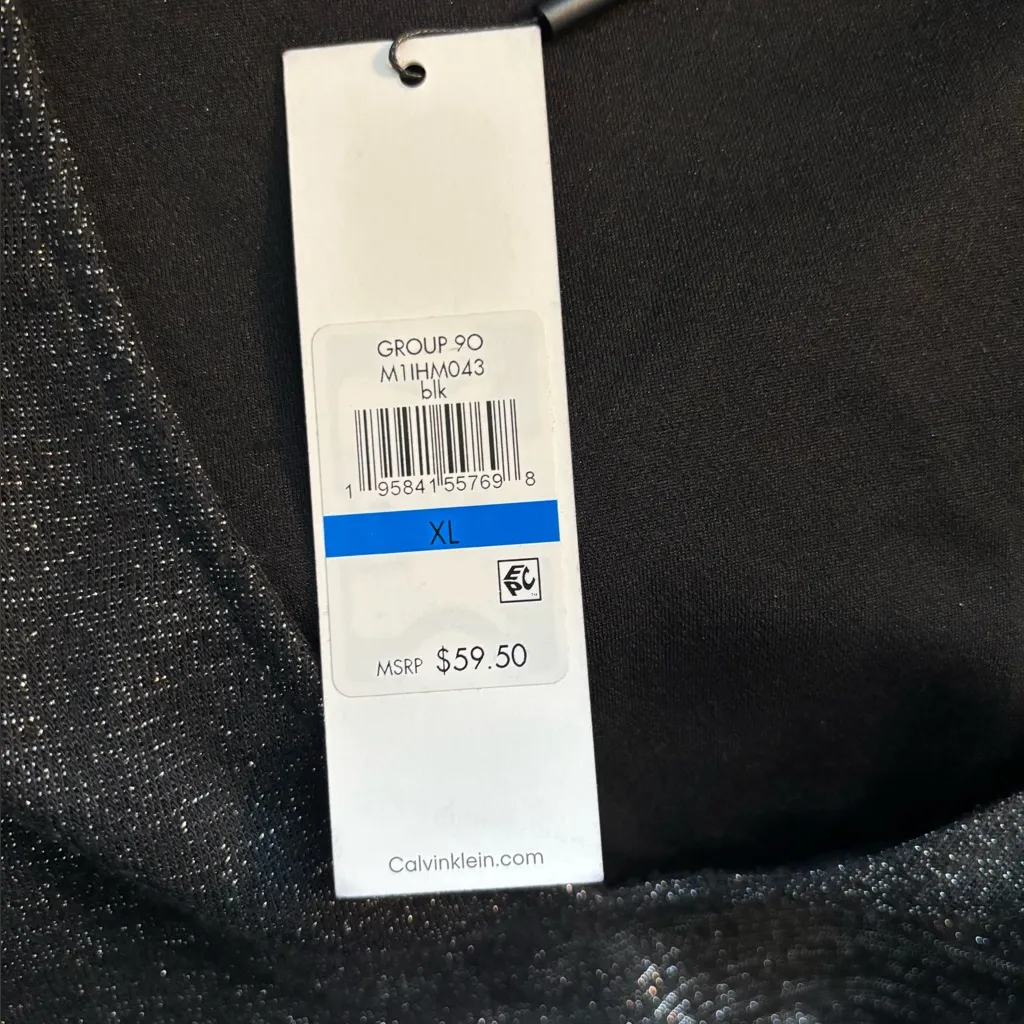 GROUP 90
M1IHM043
blk
1 95841 55769 8
XL
EPC
MSRP $59.50
Calvinklein.com